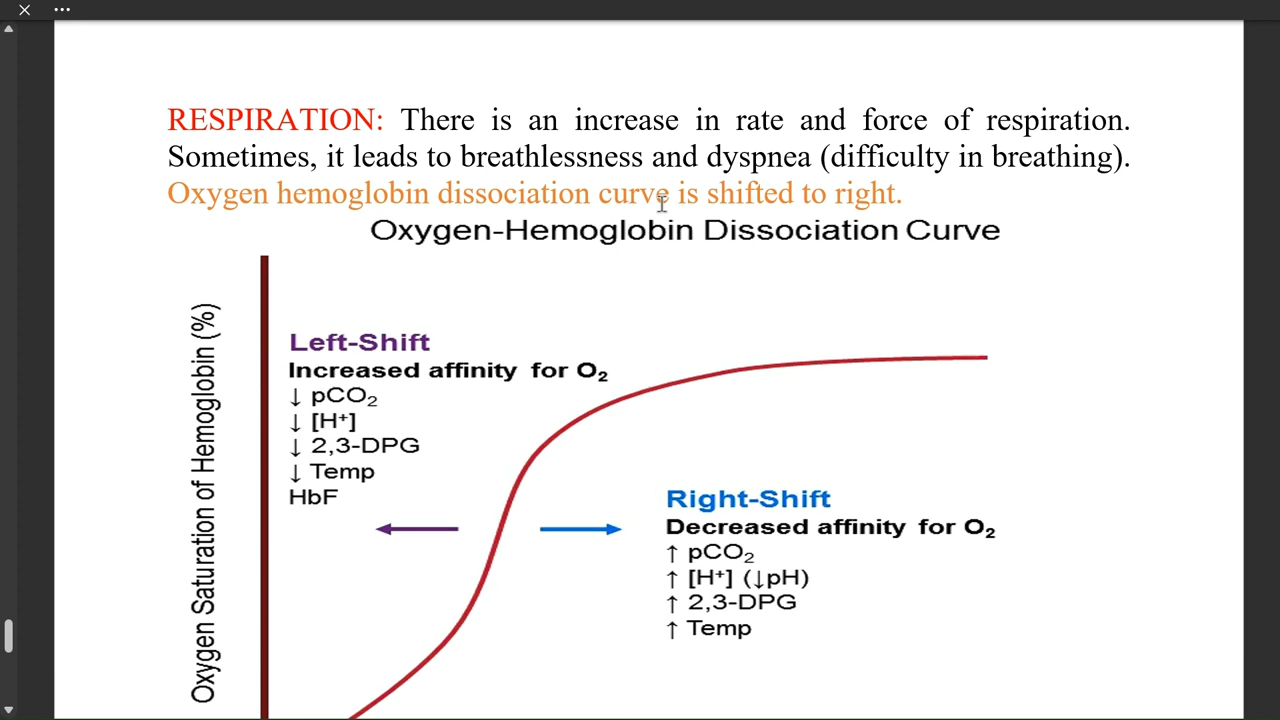 RESPIRATION: There is an increase in rate and force of respiration.
Sometimes, it leads to breathlessness and dyspnea (difficulty in breathing).
Oxygen hemoglobin dissociation curve is shifted to right.
Oxygen-Hemoglobin Dissociation Curve
Oxygen Saturation of Hemoglobin (%)
Left-Shift
Increased affinity for O₂
↓ pCO₂
↓ [H⁺]
↓ 2,3-DPG
↓ Temp
HbF
Right-Shift
Decreased affinity for O₂
↑ pCO₂
↑ [H⁺] (↓pH)
↑ 2,3-DPG
↑ Temp